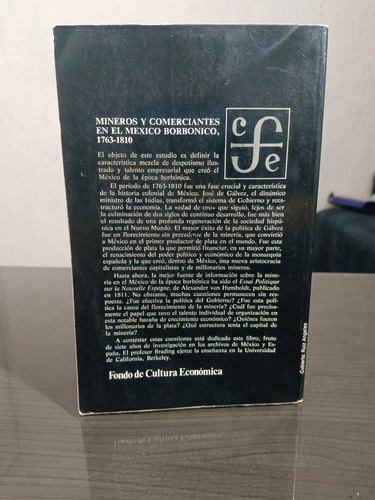 MINEROS Y COMERCIANTES
EN EL MEXICO BORBONICO,
1763-1810
c f e
El objeto de este estudio es definir la
característica mezcla de despotismo ilus-
trado y talento empresarial que creó el
México de la época borbónica.
El período de 1763-1810 fue una fase crucial y característica
de la historia colonial de México. José de Gálvez, el dinámico
ministro de las Indias, transformó el sistema de Gobierno y rees-
tructuró la economía. La «edad de oro» que siguió, lejos de ser
la culminación de dos siglos de continuo desarrollo, fue más bien
el resultado de una profunda regeneración de la sociedad hispá-
nica en el Nuevo Mundo. El mayor éxito de la política de Gálvez
fue un florecimiento sin precedente de la minería, que convirtió
a México en el primer productor de plata en el mundo. Fue esta
producción de plata la que permitió financiar, en su mayor parte,
el renacimiento del poder político y económico de la monarquía
española y la que creó, dentro de México, una nueva aristocracia
de comerciantes capitalistas y de millonarios mineros.
Hasta ahora, la mejor fuente de información sobre la mine-
ría en el México de la época borbónica ha sido el Essai Politique
sur la Nouvelle Espagne, de Alexander von Humboldt, publicado
en 1811. No obstante, muchas cuestiones permanecen sin res-
puesta. ¿Fue efectiva la política del Gobierno? ¿Fue esta polí-
tica la causa del florecimiento de la minería? ¿Cuál fue precisa-
mente el papel que tuvo el talento individual de organización en
esta notable hazaña de crecimiento económico? ¿Quiénes fueron
los millonarios de la plata? ¿Qué estructura tenía el capital de
la minería?
A contestar estas cuestiones está dedicado este libro, fruto
de siete años de investigación en los archivos de México y Es-
paña. El profesor Brading ejerce la enseñanza en la Universidad
de California, Berkeley.
Fondo de Cultura Económica
Cubierta: Ruiz Angeles